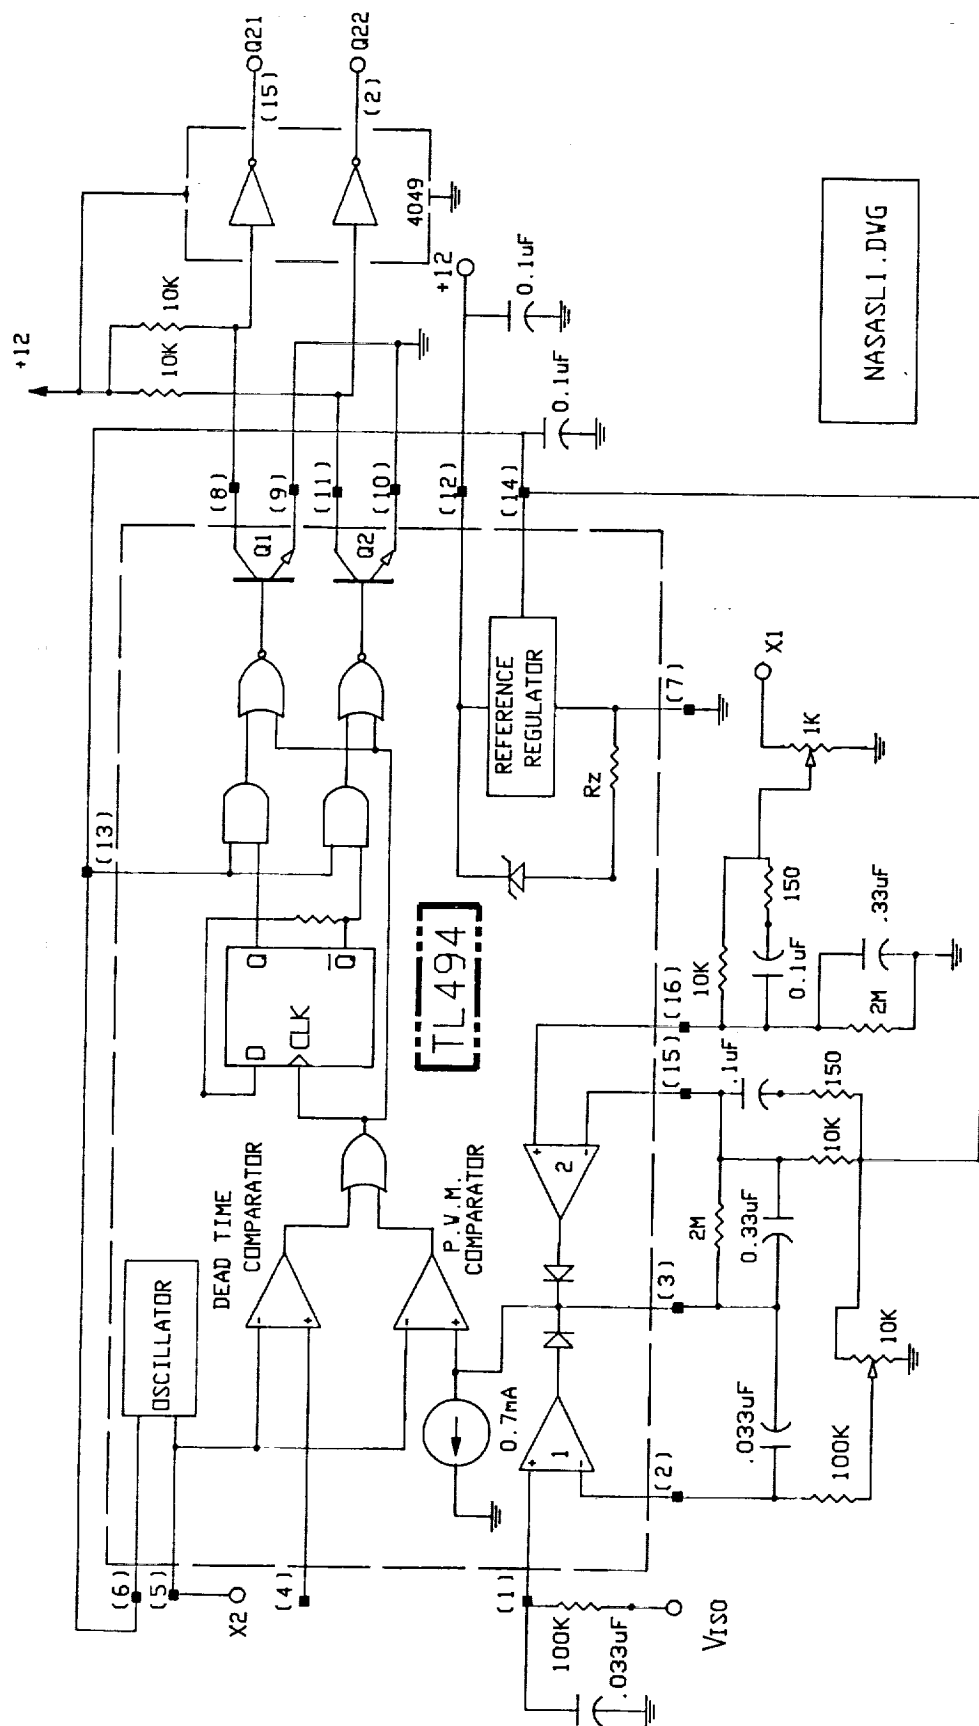 +12
10K
10K
(15)
Q21
(2)
Q22
4049
(6)
(5)
X2
(4)
OSCILLATOR
DEAD TIME
COMPARATOR
P.W.M.
COMPARATOR
0.7mA
D
CLK
Q
Q
(13)
TL494
Q1
Q2
(8)
(9)
(11)
(10)
(12)
(14)
+12
0.1uF
0.1uF
REFERENCE
REGULATOR
Rz
(7)
(1)
100K
.033uF
VISO
1
2
(2)
(3)
(15)
(16)
100K
.033uF
10K
2M
0.33uF
.1uF
10K
150
10K
0.1uF
150
2M
.33uF
1K
X1
NASASL1.DWG